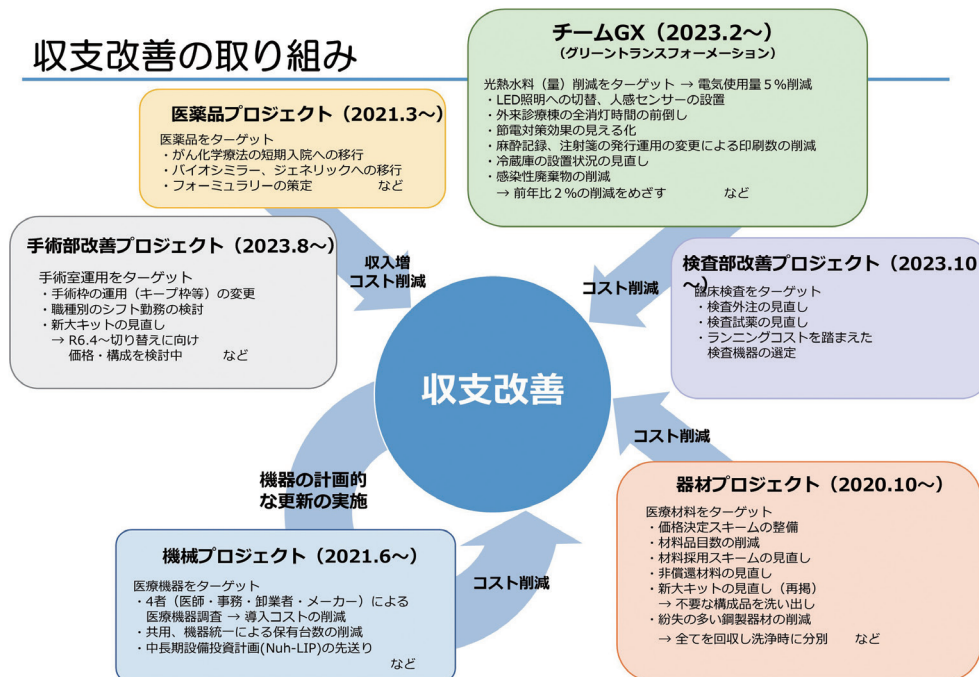 収支改善の取り組み
チームGX（2023.2～）
（グリーントランスフォーメーション）
光熱水料（量）削減をターゲット → 電気使用量５％削減
・LED照明への切替、人感センサーの設置
・外来診療棟の全消灯時間の前倒し
・節電対策効果の見える化
・麻酔記録、注射箋の発行運用の変更による印刷数の削減
・冷蔵庫の設置状況の見直し
・感染性廃棄物の削減
→ 前年比２％の削減をめざす　など
医薬品プロジェクト（2021.3～）
医薬品をターゲット
・がん化学療法の短期入院への移行
・バイオシミラー、ジェネリックへの移行
・フォーミュラリーの策定　など
手術部改善プロジェクト（2023.8～）
手術室運用をターゲット
・手術枠の運用（キープ枠等）の変更
・職種別のシフト勤務の検討
・新大キットの見直し
→ R6.4～切り替えに向け
価格・構成を検討中　など
収入増
コスト削減
コスト削減
検査部改善プロジェクト（2023.10
～）
臨床検査をターゲット
・検査外注の見直し
・検査試薬の見直し
・ランニングコストを踏まえた
検査機器の選定
収支改善
機器の計画的
な更新の実施
コスト削減
コスト削減
機械プロジェクト（2021.6～）
医療機器をターゲット
・4者（医師・事務・卸業者・メーカー）による
医療機器調査 → 導入コストの削減
・共用、機器統一による保有台数の削減
・中長期設備投資計画(Nuh-LIP)の先送り
など
器材プロジェクト（2020.10～）
医療材料をターゲット
・価格決定スキームの整備
・材料品目数の削減
・材料採用スキームの見直し
・非償還材料の見直し
・新大キットの見直し（再掲）
→ 不要な構成品を洗い出し
・紛失の多い鋼製器材の削減
→ 全てを回収し洗浄時に分別　など